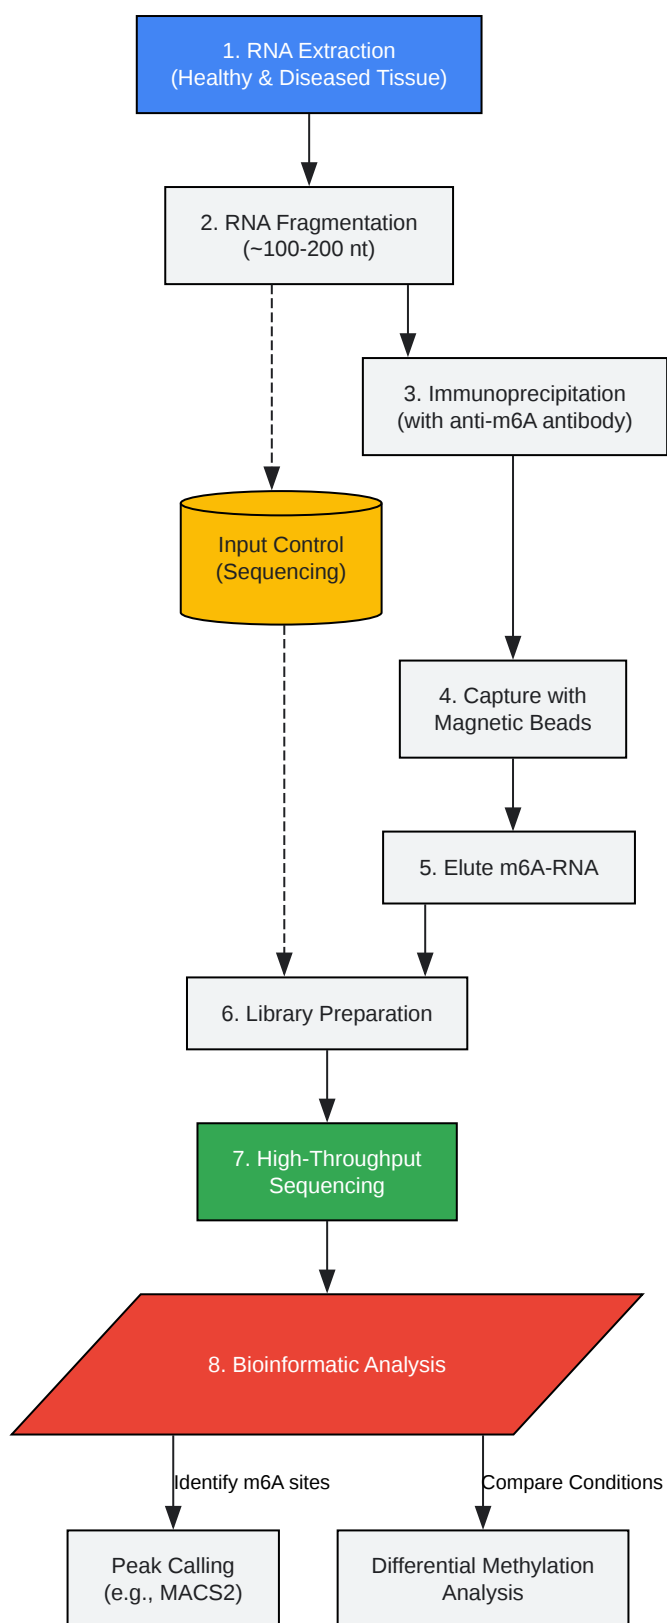 1. RNA Extraction
(Healthy & Diseased Tissue)
2. RNA Fragmentation
(~100-200 nt)
3. Immunoprecipitation
(with anti-m6A antibody)
Input Control
(Sequencing)
4. Capture with
Magnetic Beads
5. Elute m6A-RNA
6. Library Preparation
7. High-Throughput
Sequencing
8. Bioinformatic Analysis
Identify m6A sites
Compare Conditions
Peak Calling
(e.g., MACS2)
Differential Methylation
Analysis